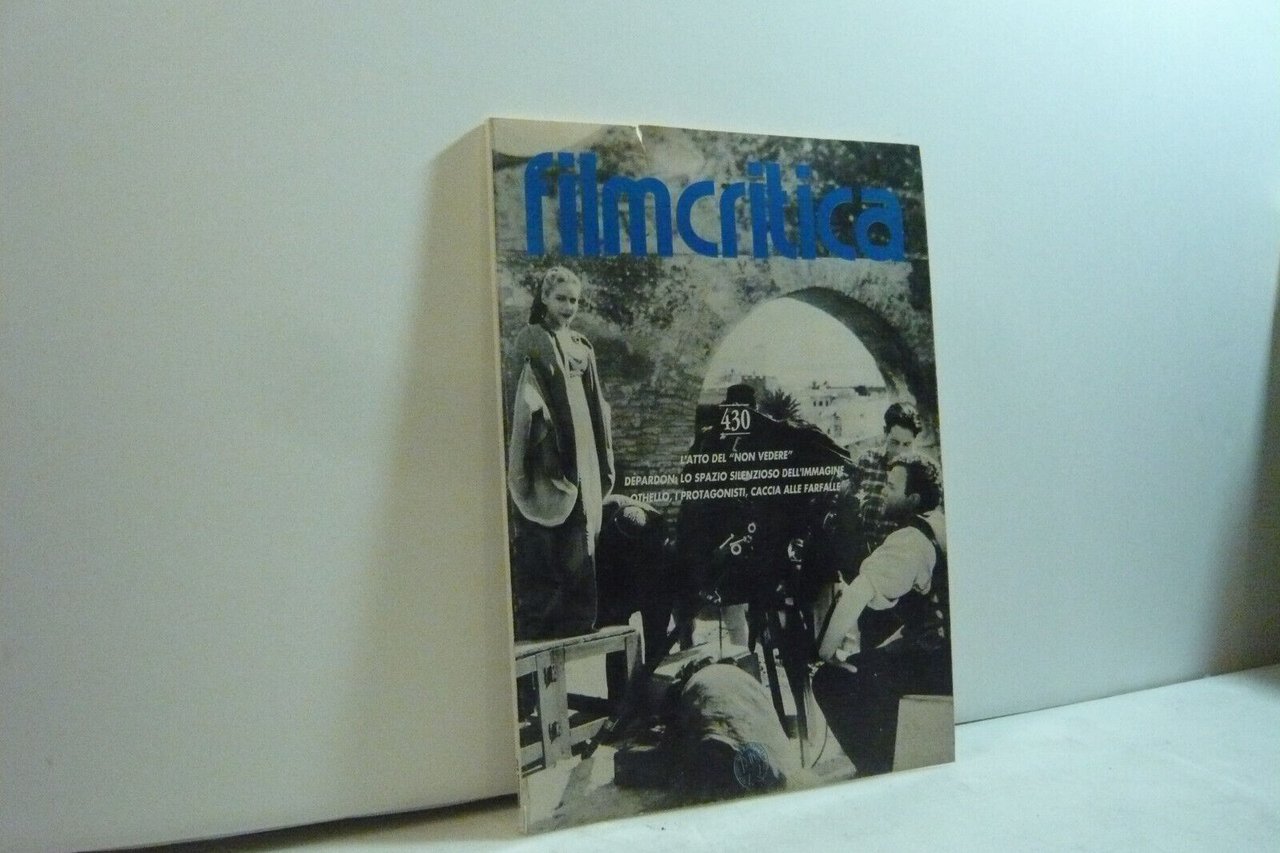 filmcritica
430
L'ATTO DEL "NON VEDERE"
DEPARDON: LO SPAZIO SILENZIOSO DELL'IMMAGINE
OTHELLO, I PROTAGONISTI, CACCIA ALLE FARFALLE